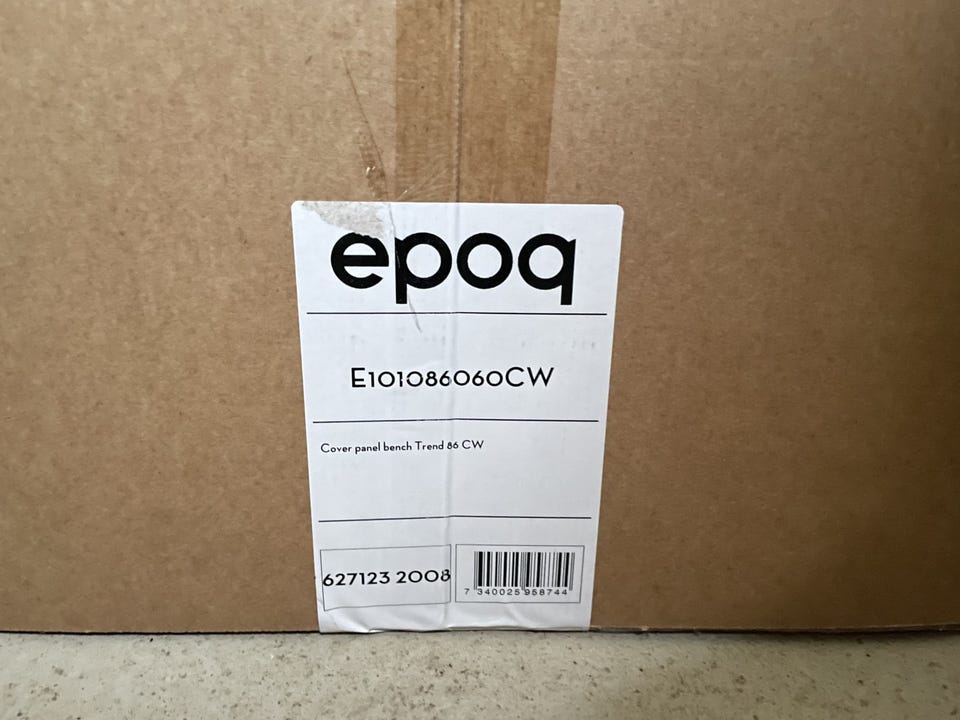 epoq
E101086060CW
Cover panel bench Trend 86 CW
627123 2008
7 340025 958744